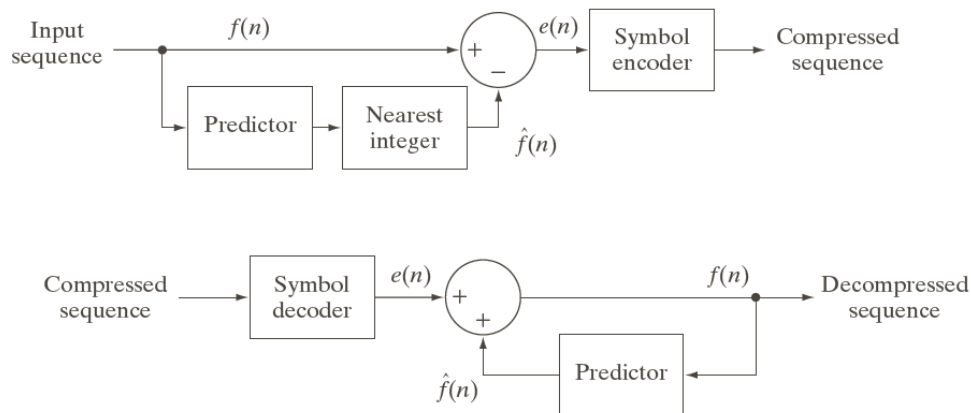 Input
sequence
f(n)
e(n)
Symbol
encoder
Compressed
sequence
+
−
Predictor
Nearest
integer
f̂(n)
Compressed
sequence
Symbol
decoder
e(n)
+
+
f(n)
Decompressed
sequence
f̂(n)
Predictor